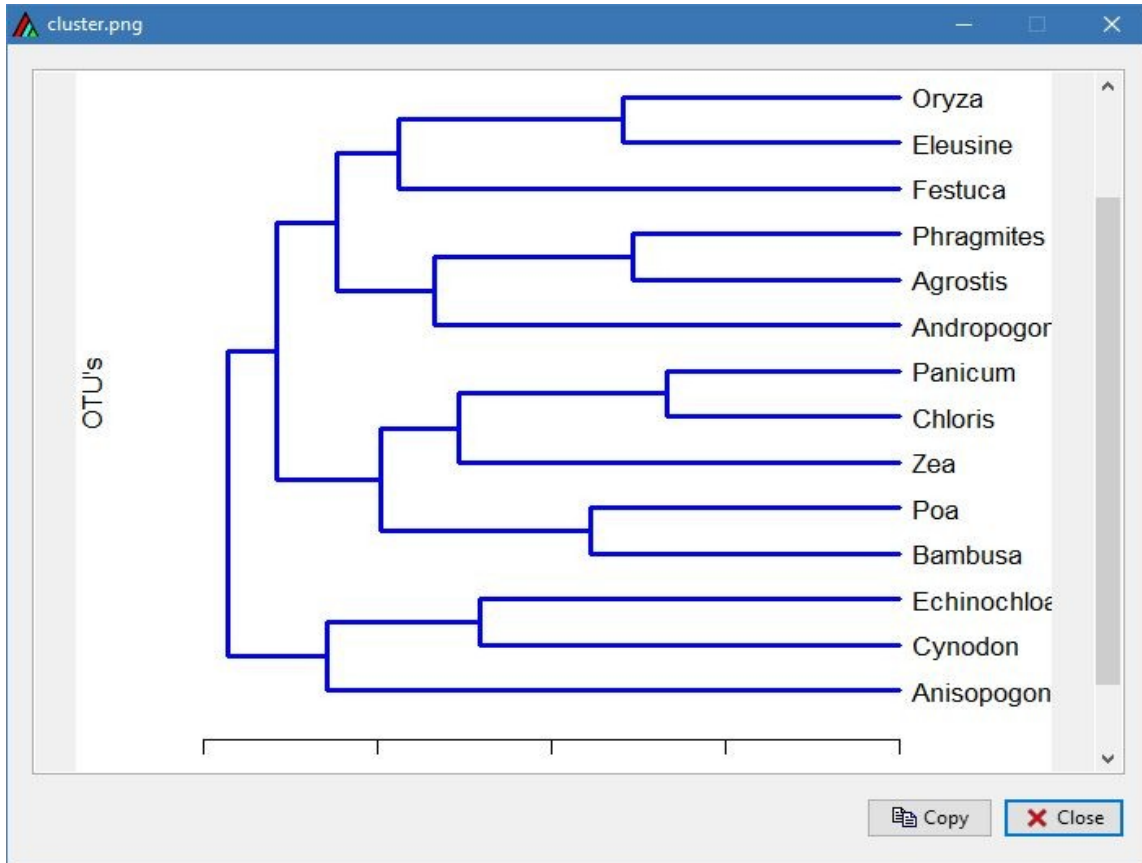 cluster.png
Oryza
Eleusine
Festuca
Phragmites
Agrostis
Andropogor
Panicum
Chloris
Zea
Poa
Bambusa
Echinochloa
Cynodon
Anisopogon
OTU's
Copy
Close